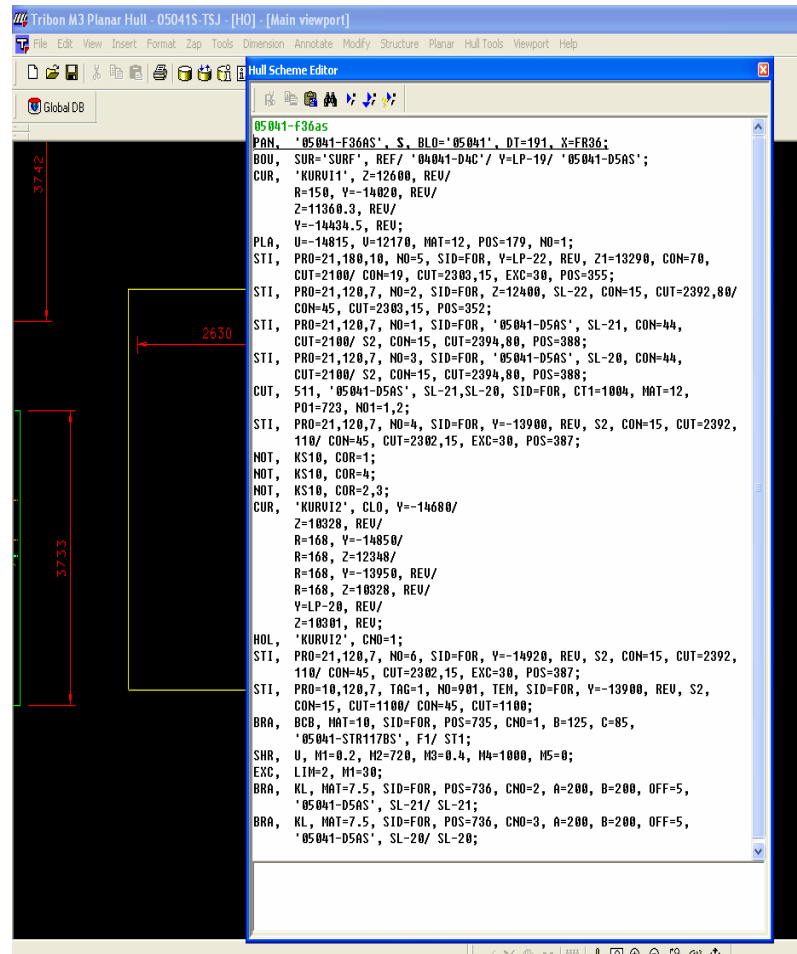 Tribon M3 Planar Hull - 05041S-TSJ - [HO] - [Main viewport]
File Edit View Insert Format Zap Tools Dimension Annotate Modify Structure Planar Hull Tools Viewport Help
Global DB
3742
2630
3733
Hull Scheme Editor
05041-f36as
PAN, '05041-F36AS', S, BLO='05041', DT=191, X=FR36;
BOU, SUR='SURF', REF/ '04041-D4C'/ Y=LP-19/ '05041-D5AS';
CUR, 'KURVI1', Z=12600, REV/
R=150, Y=-14020, REV/
Z=11360.3, REV/
Y=-14434.5, REV;
PLA, U=-14815, V=12170, MAT=12, POS=179, NO=1;
STI, PRO=21,180,10, NO=5, SID=FOR, Y=LP-22, REV, Z1=13290, CON=70,
CUT=2100/ CON=19, CUT=2303,15, EXC=30, POS=355;
STI, PRO=21,120,7, NO=2, SID=FOR, Z=12400, SL-22, CON=15, CUT=2392,80/
CON=45, CUT=2303,15, POS=352;
STI, PRO=21,120,7, NO=1, SID=FOR, '05041-D5AS', SL-21, CON=44,
CUT=2100/ S2, CON=15, CUT=2394,80, POS=388;
STI, PRO=21,120,7, NO=3, SID=FOR, '05041-D5AS', SL-20, CON=44,
CUT=2100/ S2, CON=15, CUT=2394,80, POS=388;
CUT, 511, '05041-D5AS', SL-21,SL-20, SID=FOR, CT1=1004, MAT=12,
PO1=723, NO1=1,2;
STI, PRO=21,120,7, NO=4, SID=FOR, Y=-13900, REV, S2, CON=15, CUT=2392,
110/ CON=45, CUT=2302,15, EXC=30, POS=387;
NOT, KS10, COR=1;
NOT, KS10, COR=4;
NOT, KS10, COR=2,3;
CUR, 'KURVI2', CLO, Y=-14680/
Z=10328, REV/
R=168, Y=-14850/
R=168, Z=12348/
R=168, Y=-13950, REV/
R=168, Z=10328, REV/
Y=LP-20, REV/
Z=10301, REV;
HOL, 'KURVI2', CNO=1;
STI, PRO=21,120,7, NO=6, SID=FOR, Y=-14920, REV, S2, CON=15, CUT=2392,
110/ CON=45, CUT=2302,15, EXC=30, POS=387;
STI, PRO=10,120,7, TAG=1, NO=901, TEM, SID=FOR, Y=-13900, REV, S2,
CON=15, CUT=1100/ CON=45, CUT=1100;
BRA, BCB, MAT=10, SID=FOR, POS=735, CNO=1, B=125, C=85,
'05041-STR117BS', F1/ ST1;
SHR, U, M1=0.2, M2=720, M3=0.4, M4=1000, M5=0;
EXC, LIM=2, M1=30;
BRA, KL, MAT=7.5, SID=FOR, POS=736, CNO=2, A=200, B=200, OFF=5,
'05041-D5AS', SL-21/ SL-21;
BRA, KL, MAT=7.5, SID=FOR, POS=736, CNO=3, A=200, B=200, OFF=5,
'05041-D5AS', SL-20/ SL-20;